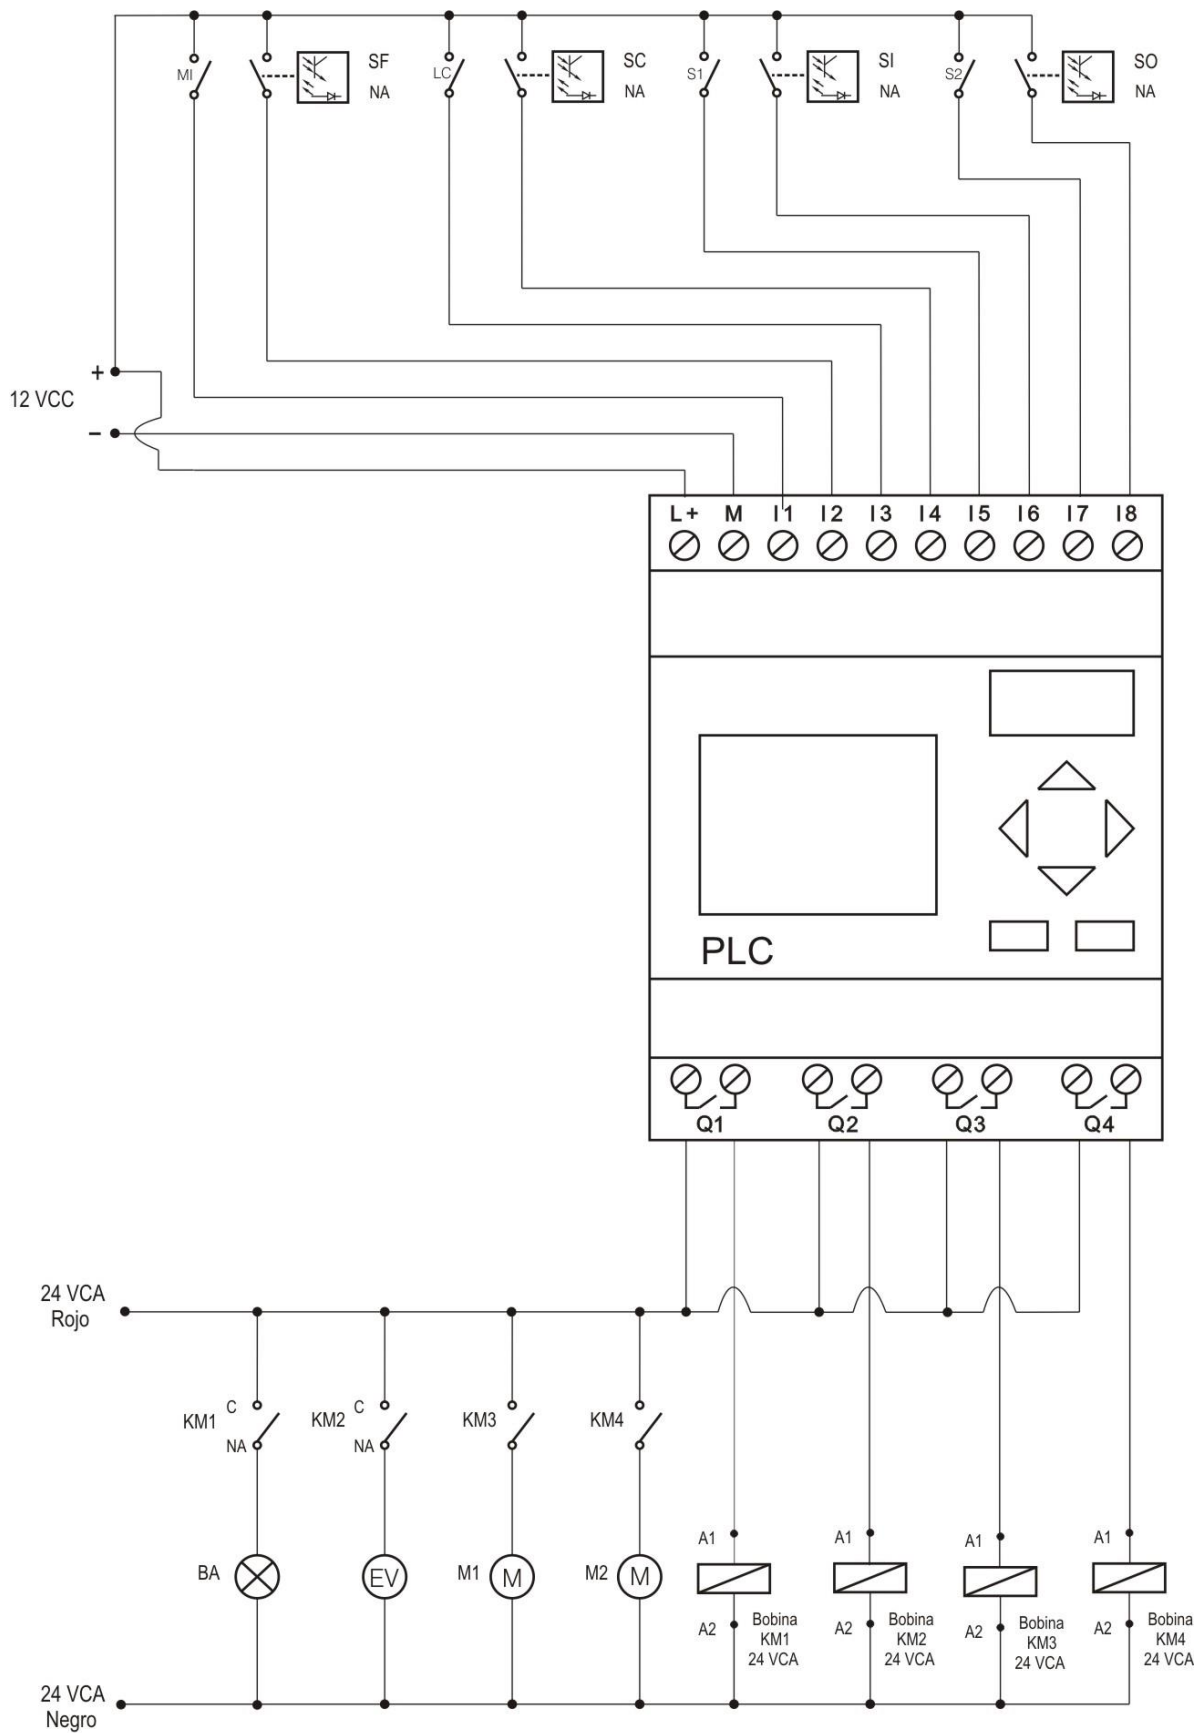 MI
SF
NA
LC
SC
NA
S1
SI
NA
S2
SO
NA
+
12 VCC
-
L+ M I1 I2 I3 I4 I5 I6 I7 I8
PLC
Q1 Q2 Q3 Q4
24 VCA
Rojo
KM1 C
NA
KM2 C
NA
KM3
KM4
BA
EV
M1 M
M2 M
A1
A2
Bobina
KM1
24 VCA
A1
A2
Bobina
KM2
24 VCA
A1
A2
Bobina
KM3
24 VCA
A1
A2
Bobina
KM4
24 VCA
24 VCA
Negro